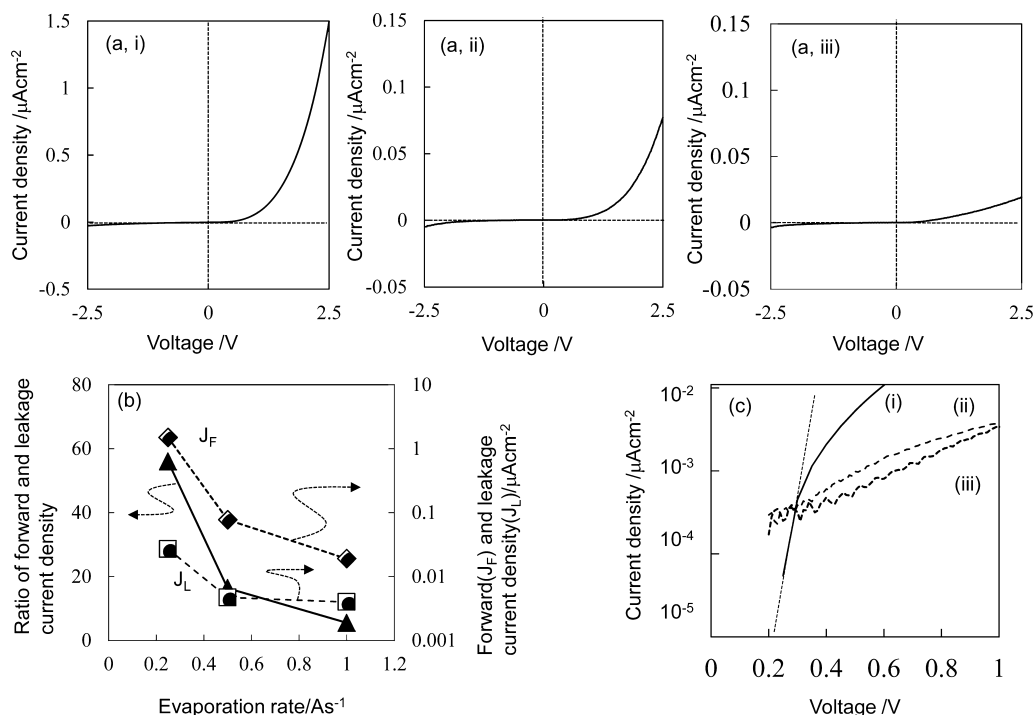 (a, i)
Current density /μAcm-2
1.5
1
0.5
0
-0.5
-2.5
0
2.5
Voltage /V
(a, ii)
Current density /μAcm-2
0.15
0.1
0.05
0
-0.05
-2.5
0
2.5
Voltage /V
(a, iii)
Current density /μAcm-2
0.15
0.1
0.05
0
-0.05
-2.5
0
2.5
Voltage /V
(b)
Ratio of forward and leakage
current density
80
60
40
20
0
JF
JL
10
1
0.1
0.01
0.001
Forward(JF) and leakage
current density(JL)/μAcm-2
0
0.2
0.4
0.6
0.8
1
1.2
Evaporation rate/As-1
(c)
Current density /μAcm-2
10-2
10-3
10-4
10-5
(i)
(ii)
(iii)
0
0.2
0.4
0.6
0.8
1
Voltage /V